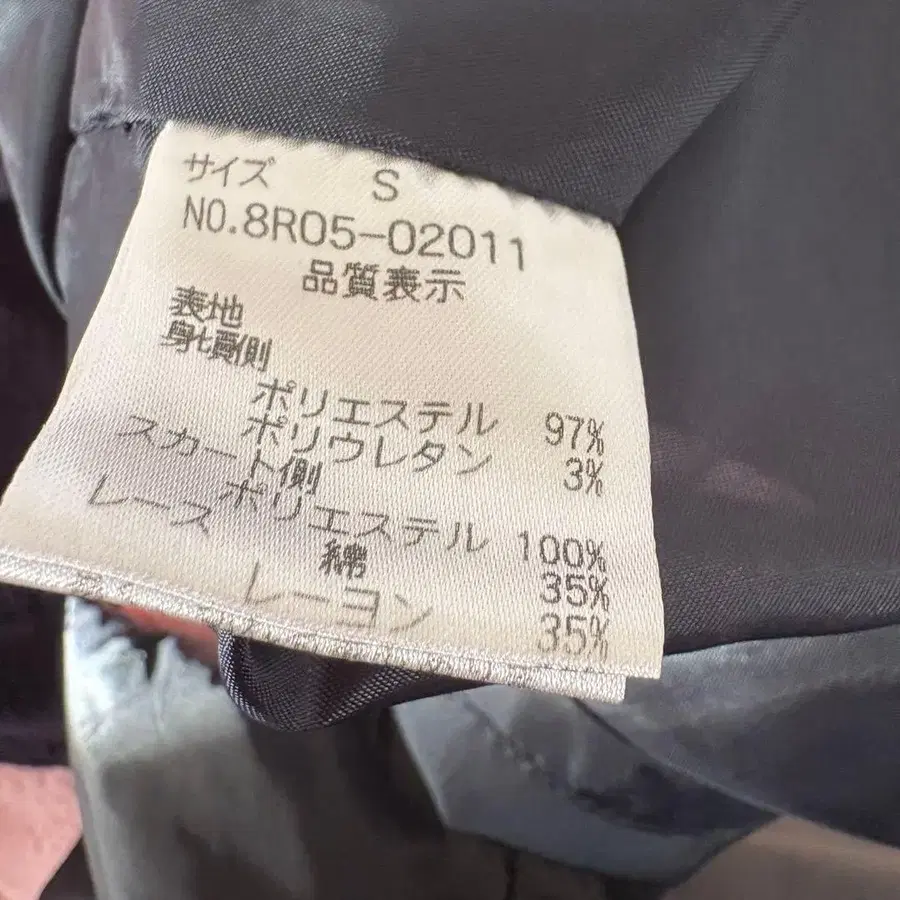 サイズ S
NO.8R05-02011
品質表示
表地
身頃側
ポリエステル 97%
ポリウレタン 3%
スカート側
ポリエステル 100%
レース
綿 35%
レーヨン 35%